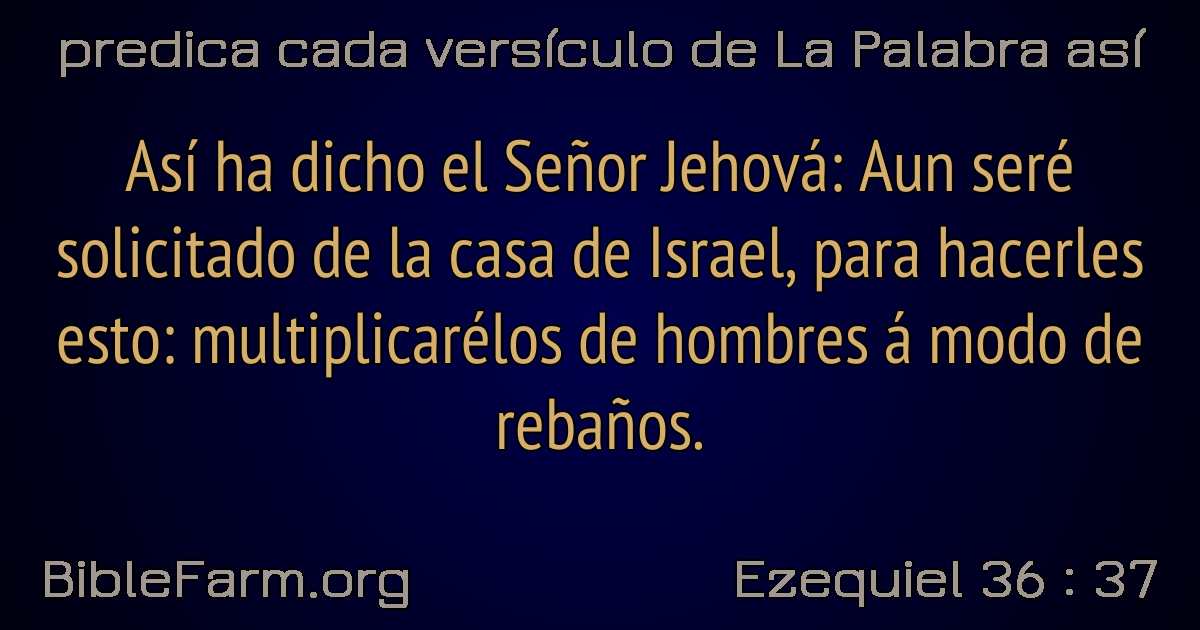 predica cada versículo de La Palabra así
Así ha dicho el Señor Jehová: Aun seré
solicitado de la casa de Israel, para hacerles
esto: multiplicarélos de hombres á modo de
rebaños.
BibleFarm.org
Ezequiel 36 : 37